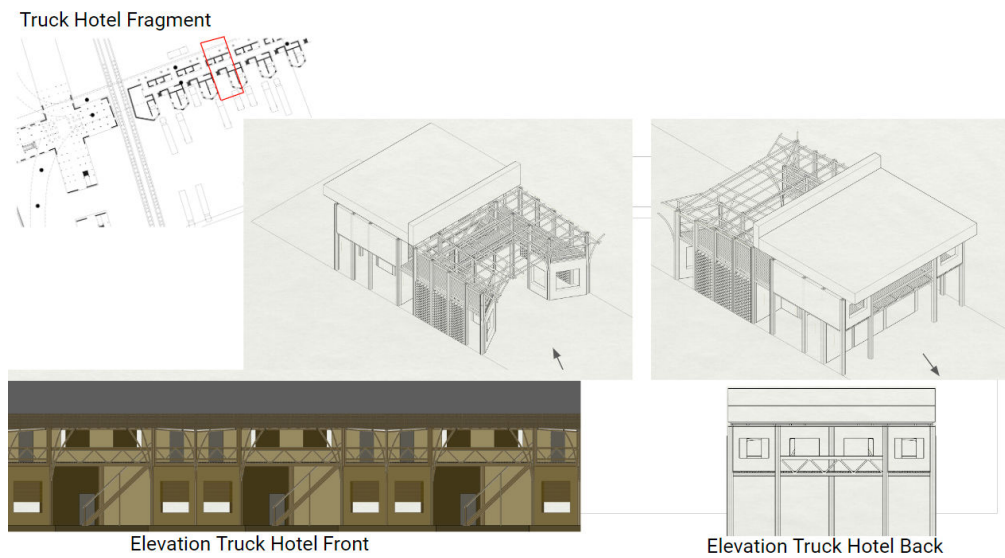 Truck Hotel Fragment
Elevation Truck Hotel Front
Elevation Truck Hotel Back